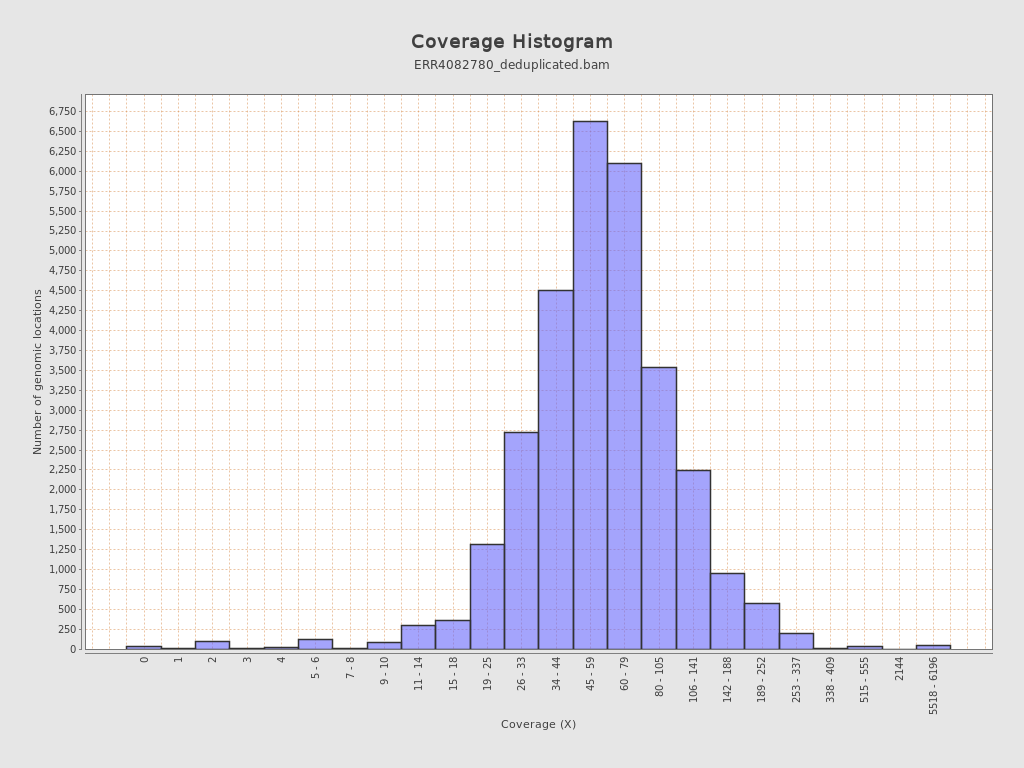 Coverage Histogram
ERR4082780_deduplicated.bam
Number of genomic locations
6,750
6,500
6,250
6,000
5,750
5,500
5,250
5,000
4,750
4,500
4,250
4,000
3,750
3,500
3,250
3,000
2,750
2,500
2,250
2,000
1,750
1,500
1,250
1,000
750
500
250
0
0
1
2
3
4
5 - 6
7 - 8
9 - 10
11 - 14
15 - 18
19 - 25
26 - 33
34 - 44
45 - 59
60 - 79
80 - 105
106 - 141
142 - 188
189 - 252
253 - 337
338 - 409
515 - 555
2144
5518 - 6196
Coverage (X)